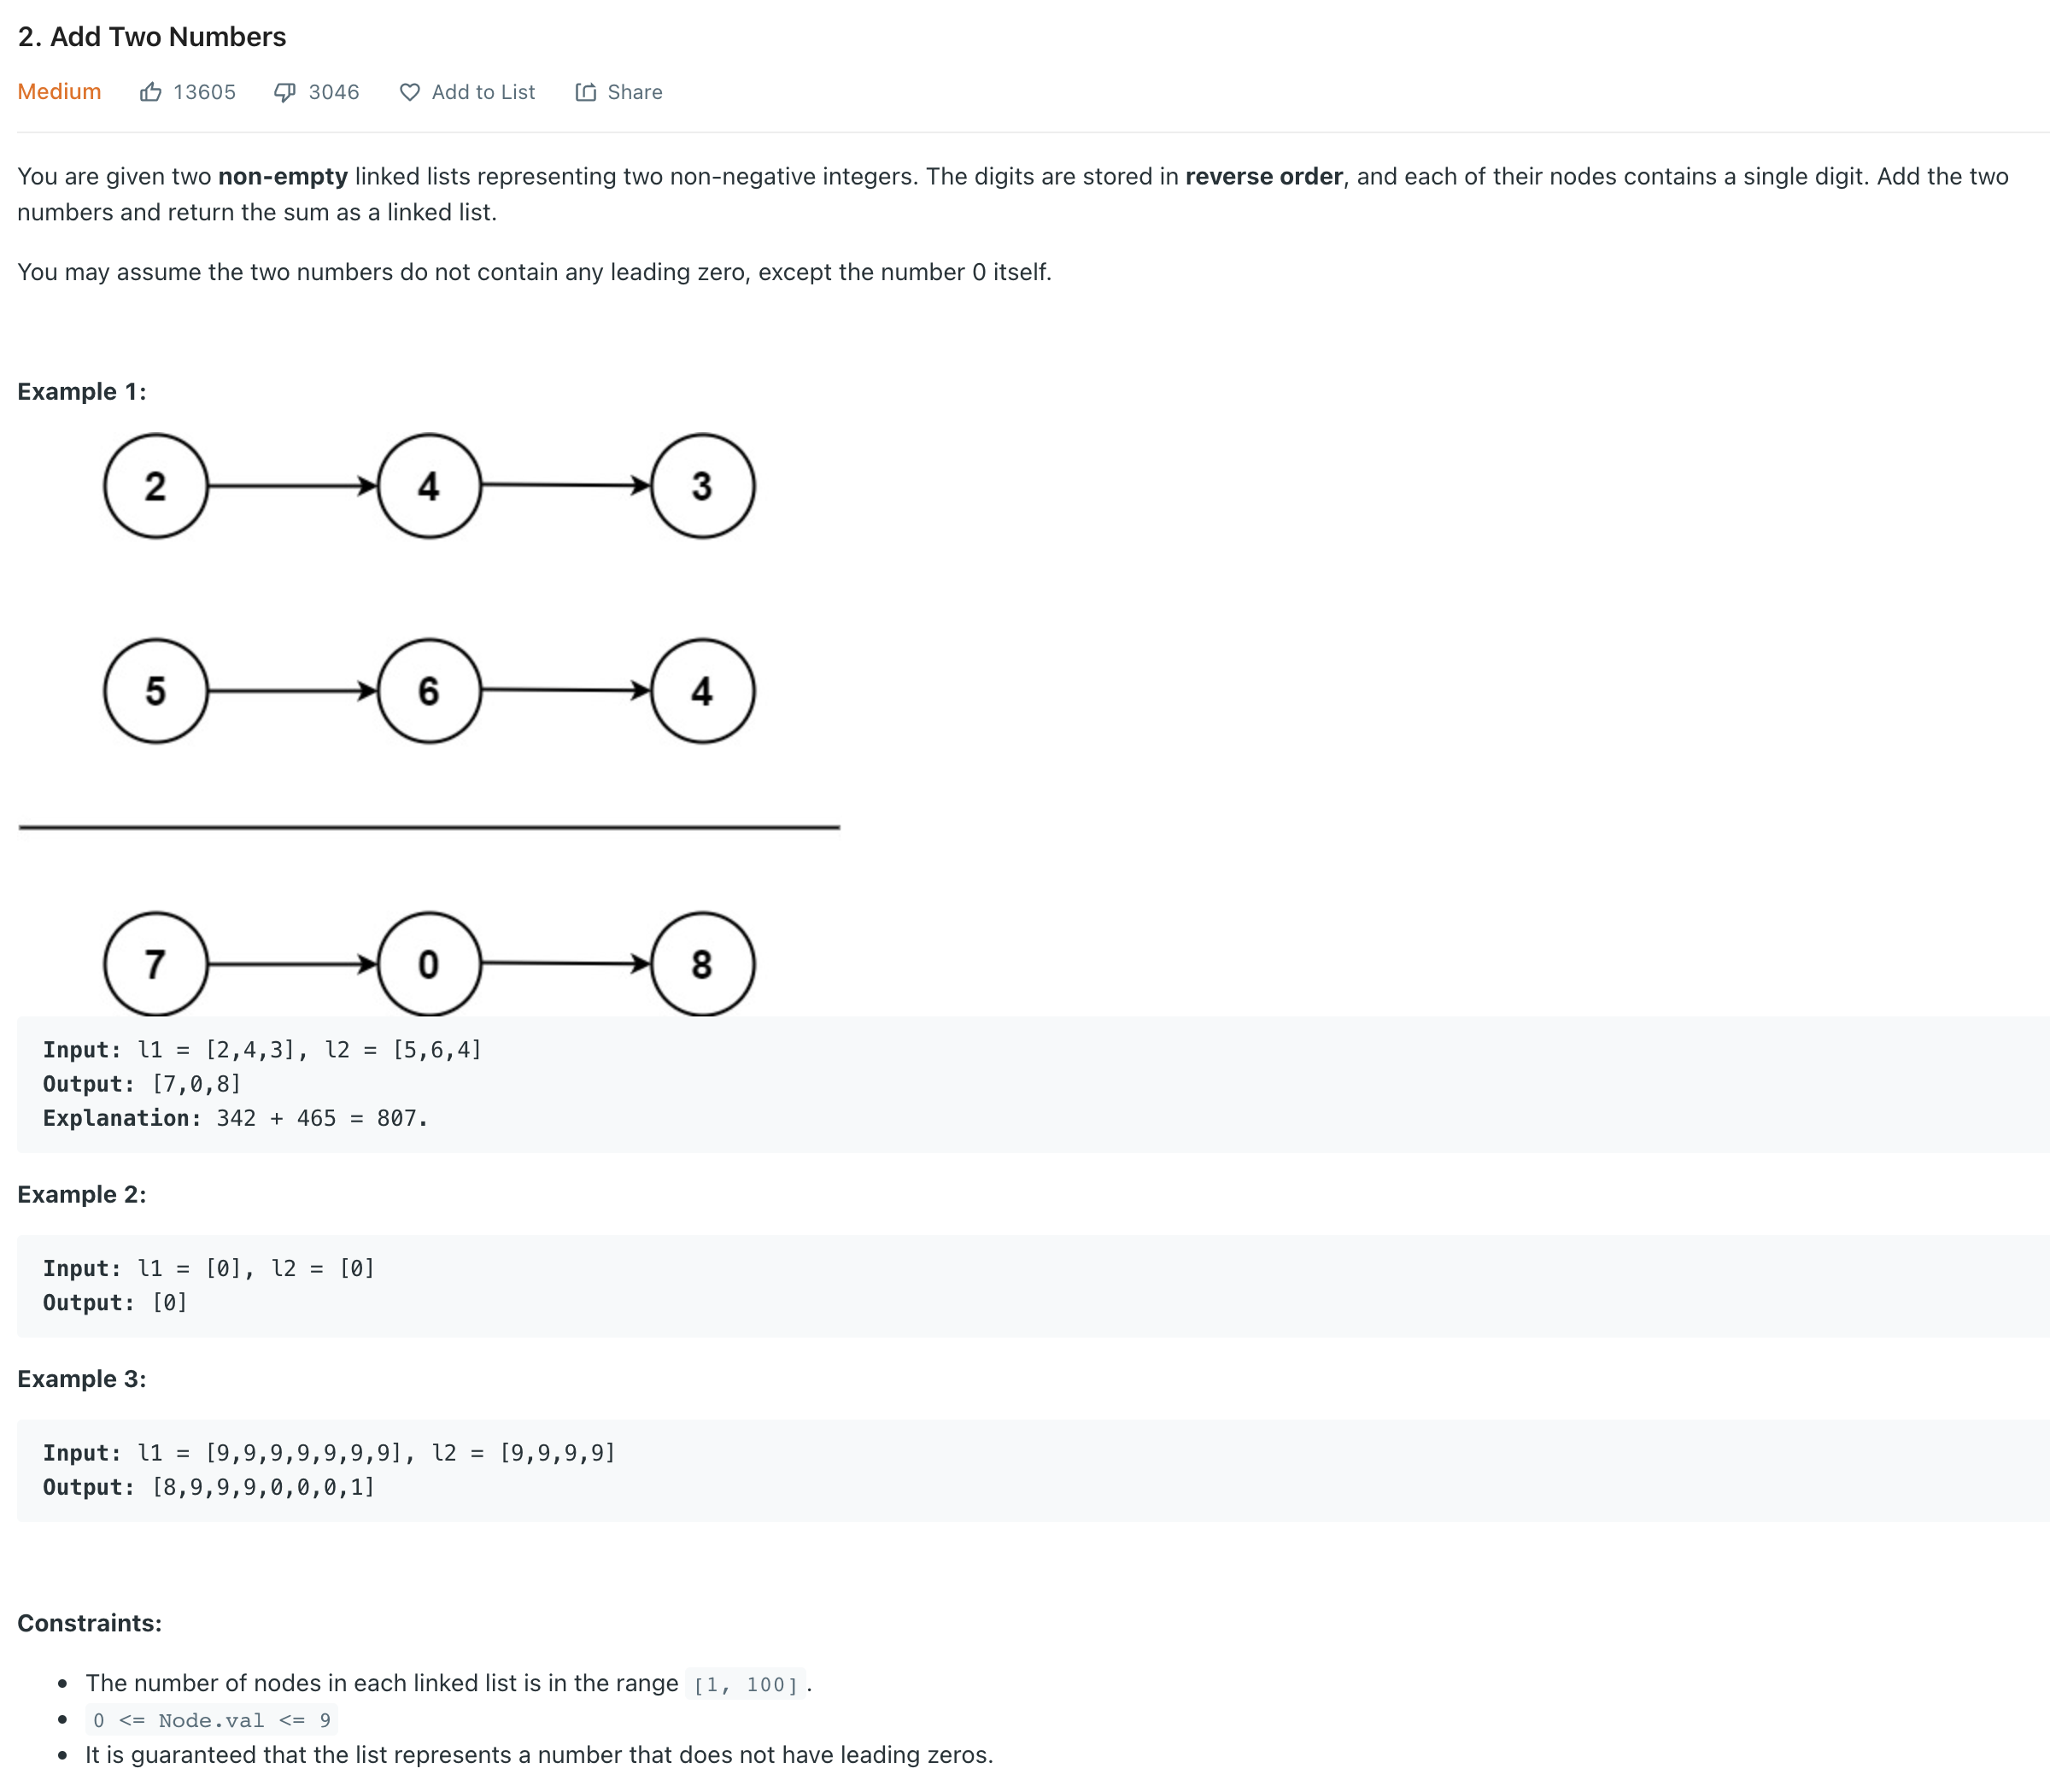 2. Add Two Numbers
Medium 13605 3046 Add to List Share
You are given two non-empty linked lists representing two non-negative integers. The digits are stored in reverse order, and each of their nodes contains a single digit. Add the two
numbers and return the sum as a linked list.
You may assume the two numbers do not contain any leading zero, except the number 0 itself.
Example 1:
2 4 3
5 6 4
7 0 8
Input: l1 = [2,4,3], l2 = [5,6,4]
Output: [7,0,8]
Explanation: 342 + 465 = 807.
Example 2:
Input: l1 = [0], l2 = [0]
Output: [0]
Example 3:
Input: l1 = [9,9,9,9,9,9,9], l2 = [9,9,9,9]
Output: [8,9,9,9,0,0,0,1]
Constraints:
• The number of nodes in each linked list is in the range [1, 100].
• 0 <= Node.val <= 9
• It is guaranteed that the list represents a number that does not have leading zeros.